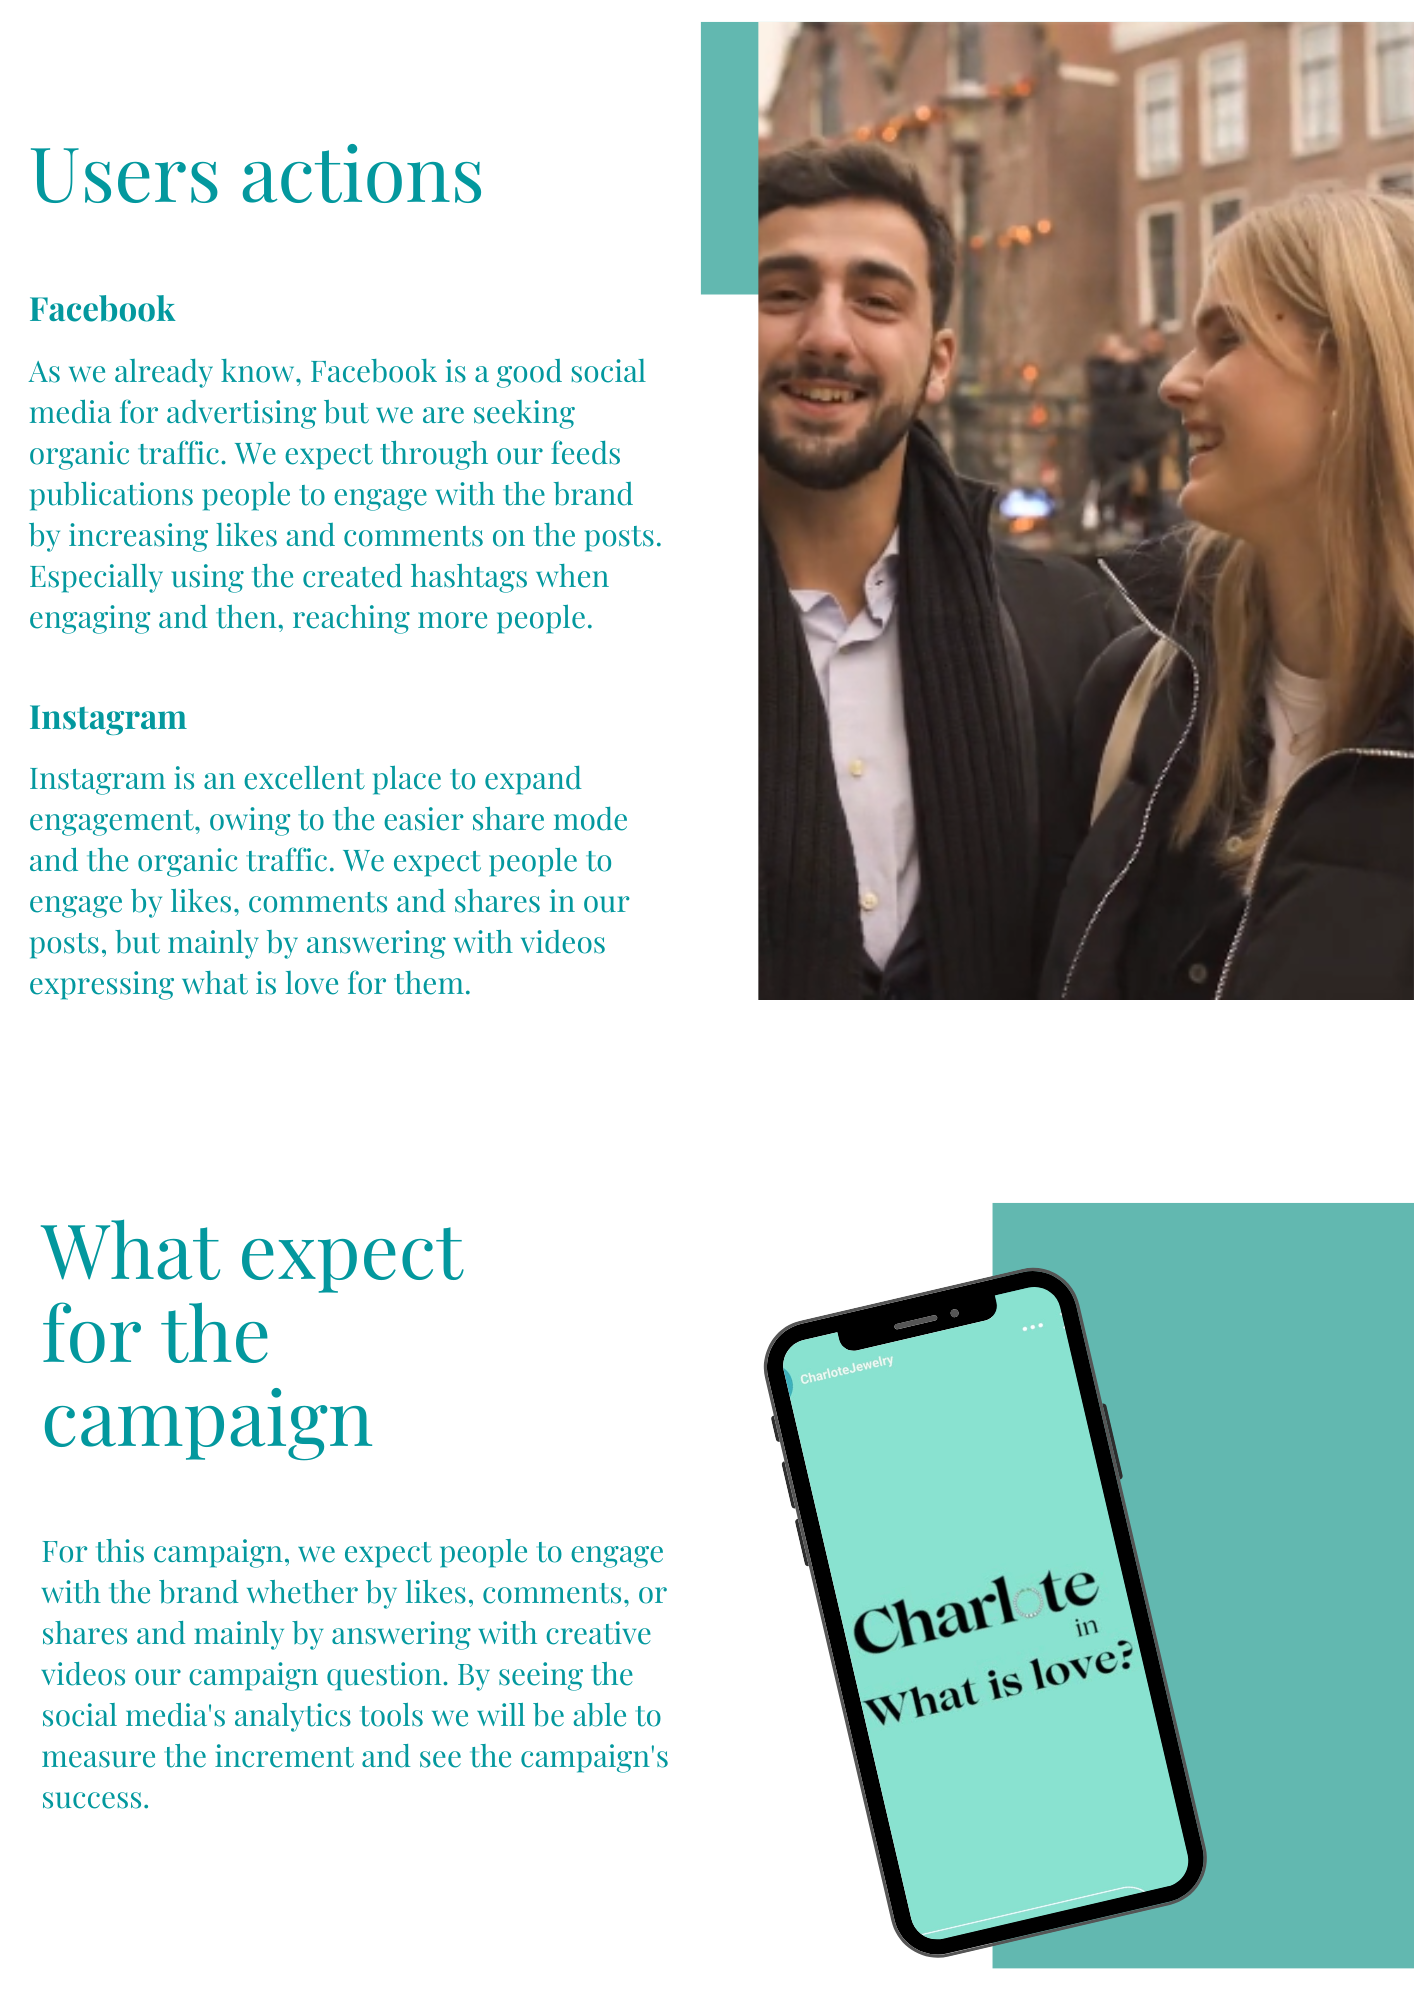 Users actions
Facebook
As we already know, Facebook is a good social
media for advertising but we are seeking
organic traffic. We expect through our feeds
publications people to engage with the brand
by increasing likes and comments on the posts.
Especially using the created hashtags when
engaging and then, reaching more people.
Instagram
Instagram is an excellent place to expand
engagement, owing to the easier share mode
and the organic traffic. We expect people to
engage by likes, comments and shares in our
posts, but mainly by answering with videos
expressing what is love for them.
What expect
for the
campaign
For this campaign, we expect people to engage
with the brand whether by likes, comments, or
shares and mainly by answering with creative
videos our campaign question. By seeing the
social media's analytics tools we will be able to
measure the increment and see the campaign's
success.
CharloteJewelry
Charlote
in
What is love?